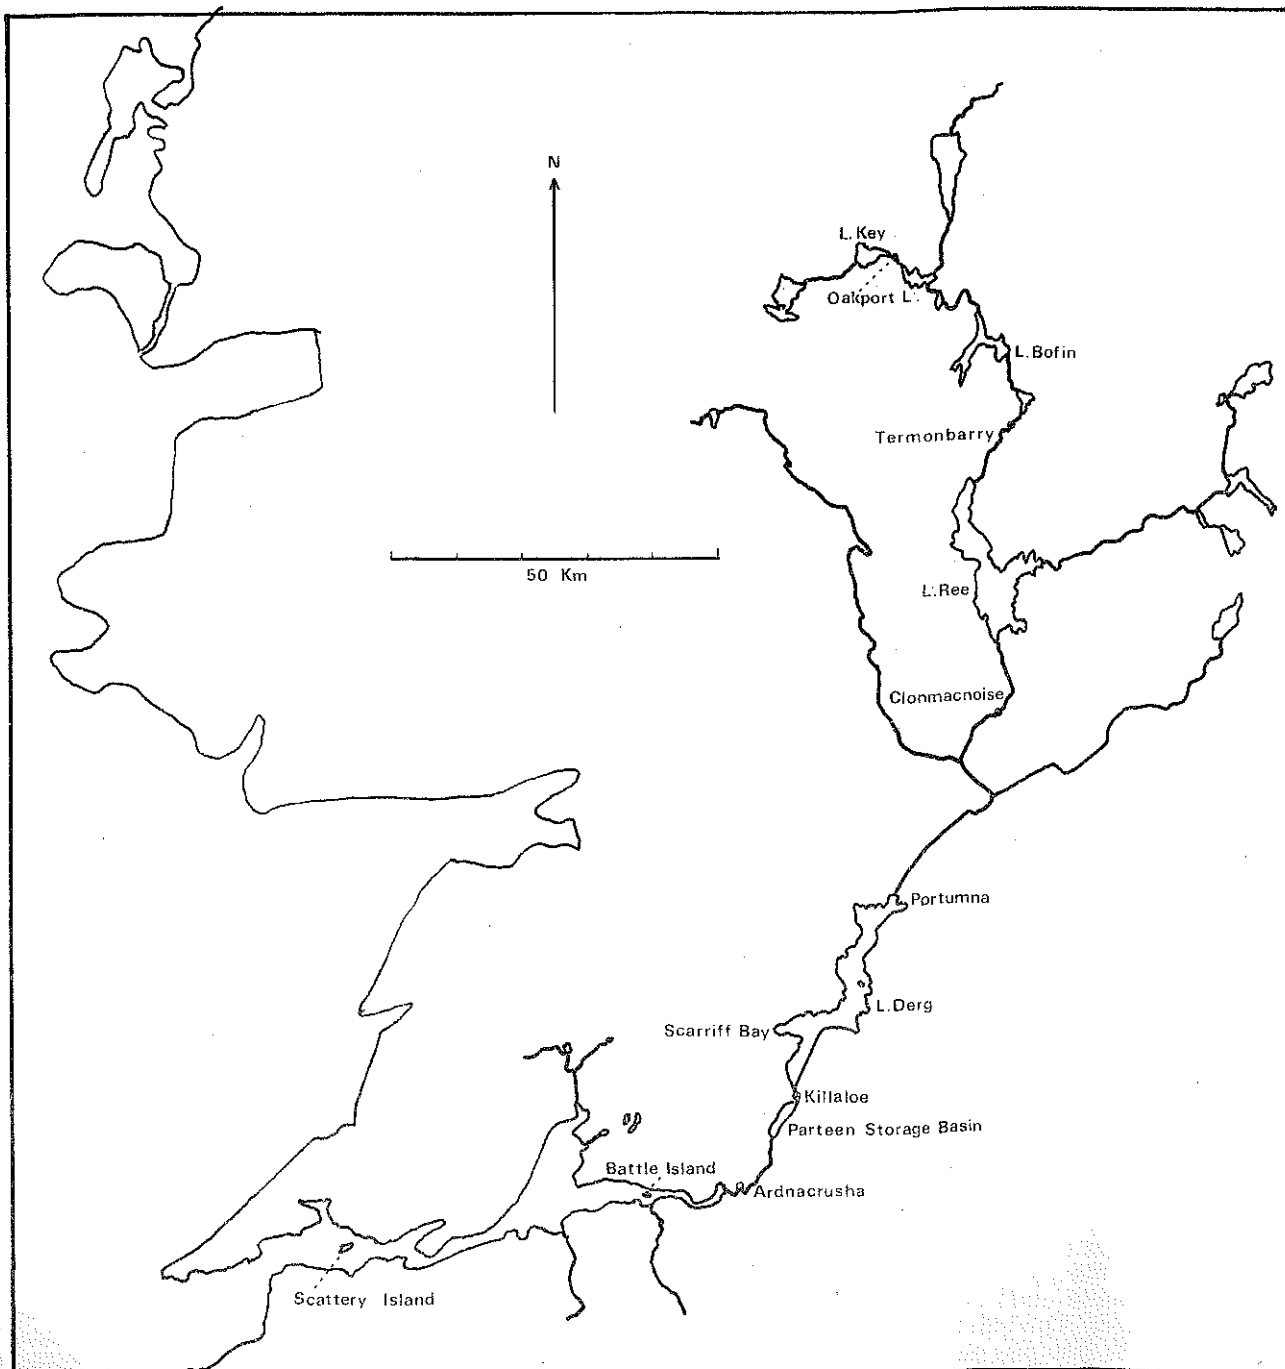 N
L. Key
Oakport L.
L. Bofin
Termonbarry
50 Km
L. Ree
Clonmacnoise
Portumna
L. Derg
Scarriff Bay
Killaloe
Parteen Storage Basin
Battle Island
Ardnacrusha
Scattery Island